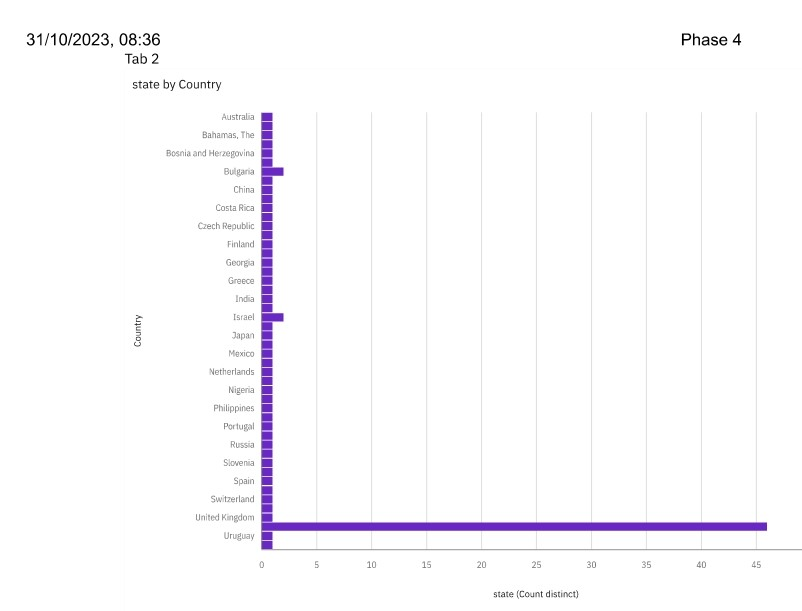 31/10/2023, 08:36
Phase 4
Tab 2
state by Country
Australia
Bahamas, The
Bosnia and Herzegovina
Bulgaria
China
Costa Rica
Czech Republic
Finland
Georgia
Greece
India
Israel
Japan
Mexico
Netherlands
Nigeria
Philippines
Portugal
Russia
Slovenia
Spain
Switzerland
United Kingdom
Uruguay
Country
0 5 10 15 20 25 30 35 40 45
state (Count distinct)